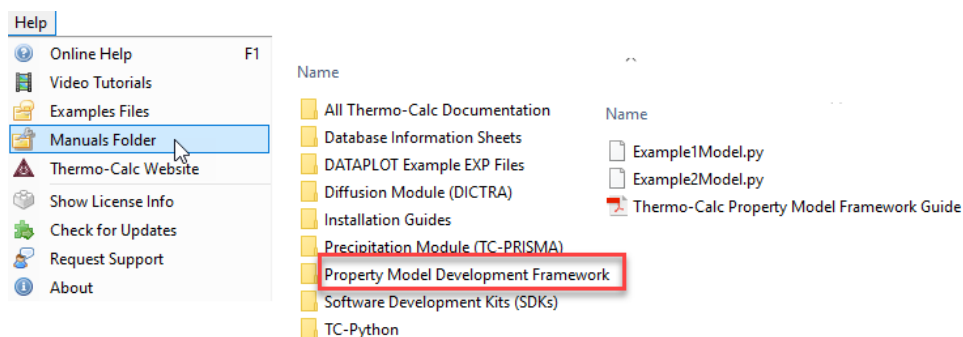 Help
Online Help F1
Video Tutorials
Examples Files
Manuals Folder
Thermo-Calc Website
Show License Info
Check for Updates
Request Support
About
Name
All Thermo-Calc Documentation
Database Information Sheets
DATAPLOT Example EXP Files
Diffusion Module (DICTRA)
Installation Guides
Precipitation Module (TC-PRISMA)
Property Model Development Framework
Software Development Kits (SDKs)
TC-Python
Name
Example1Model.py
Example2Model.py
Thermo-Calc Property Model Framework Guide